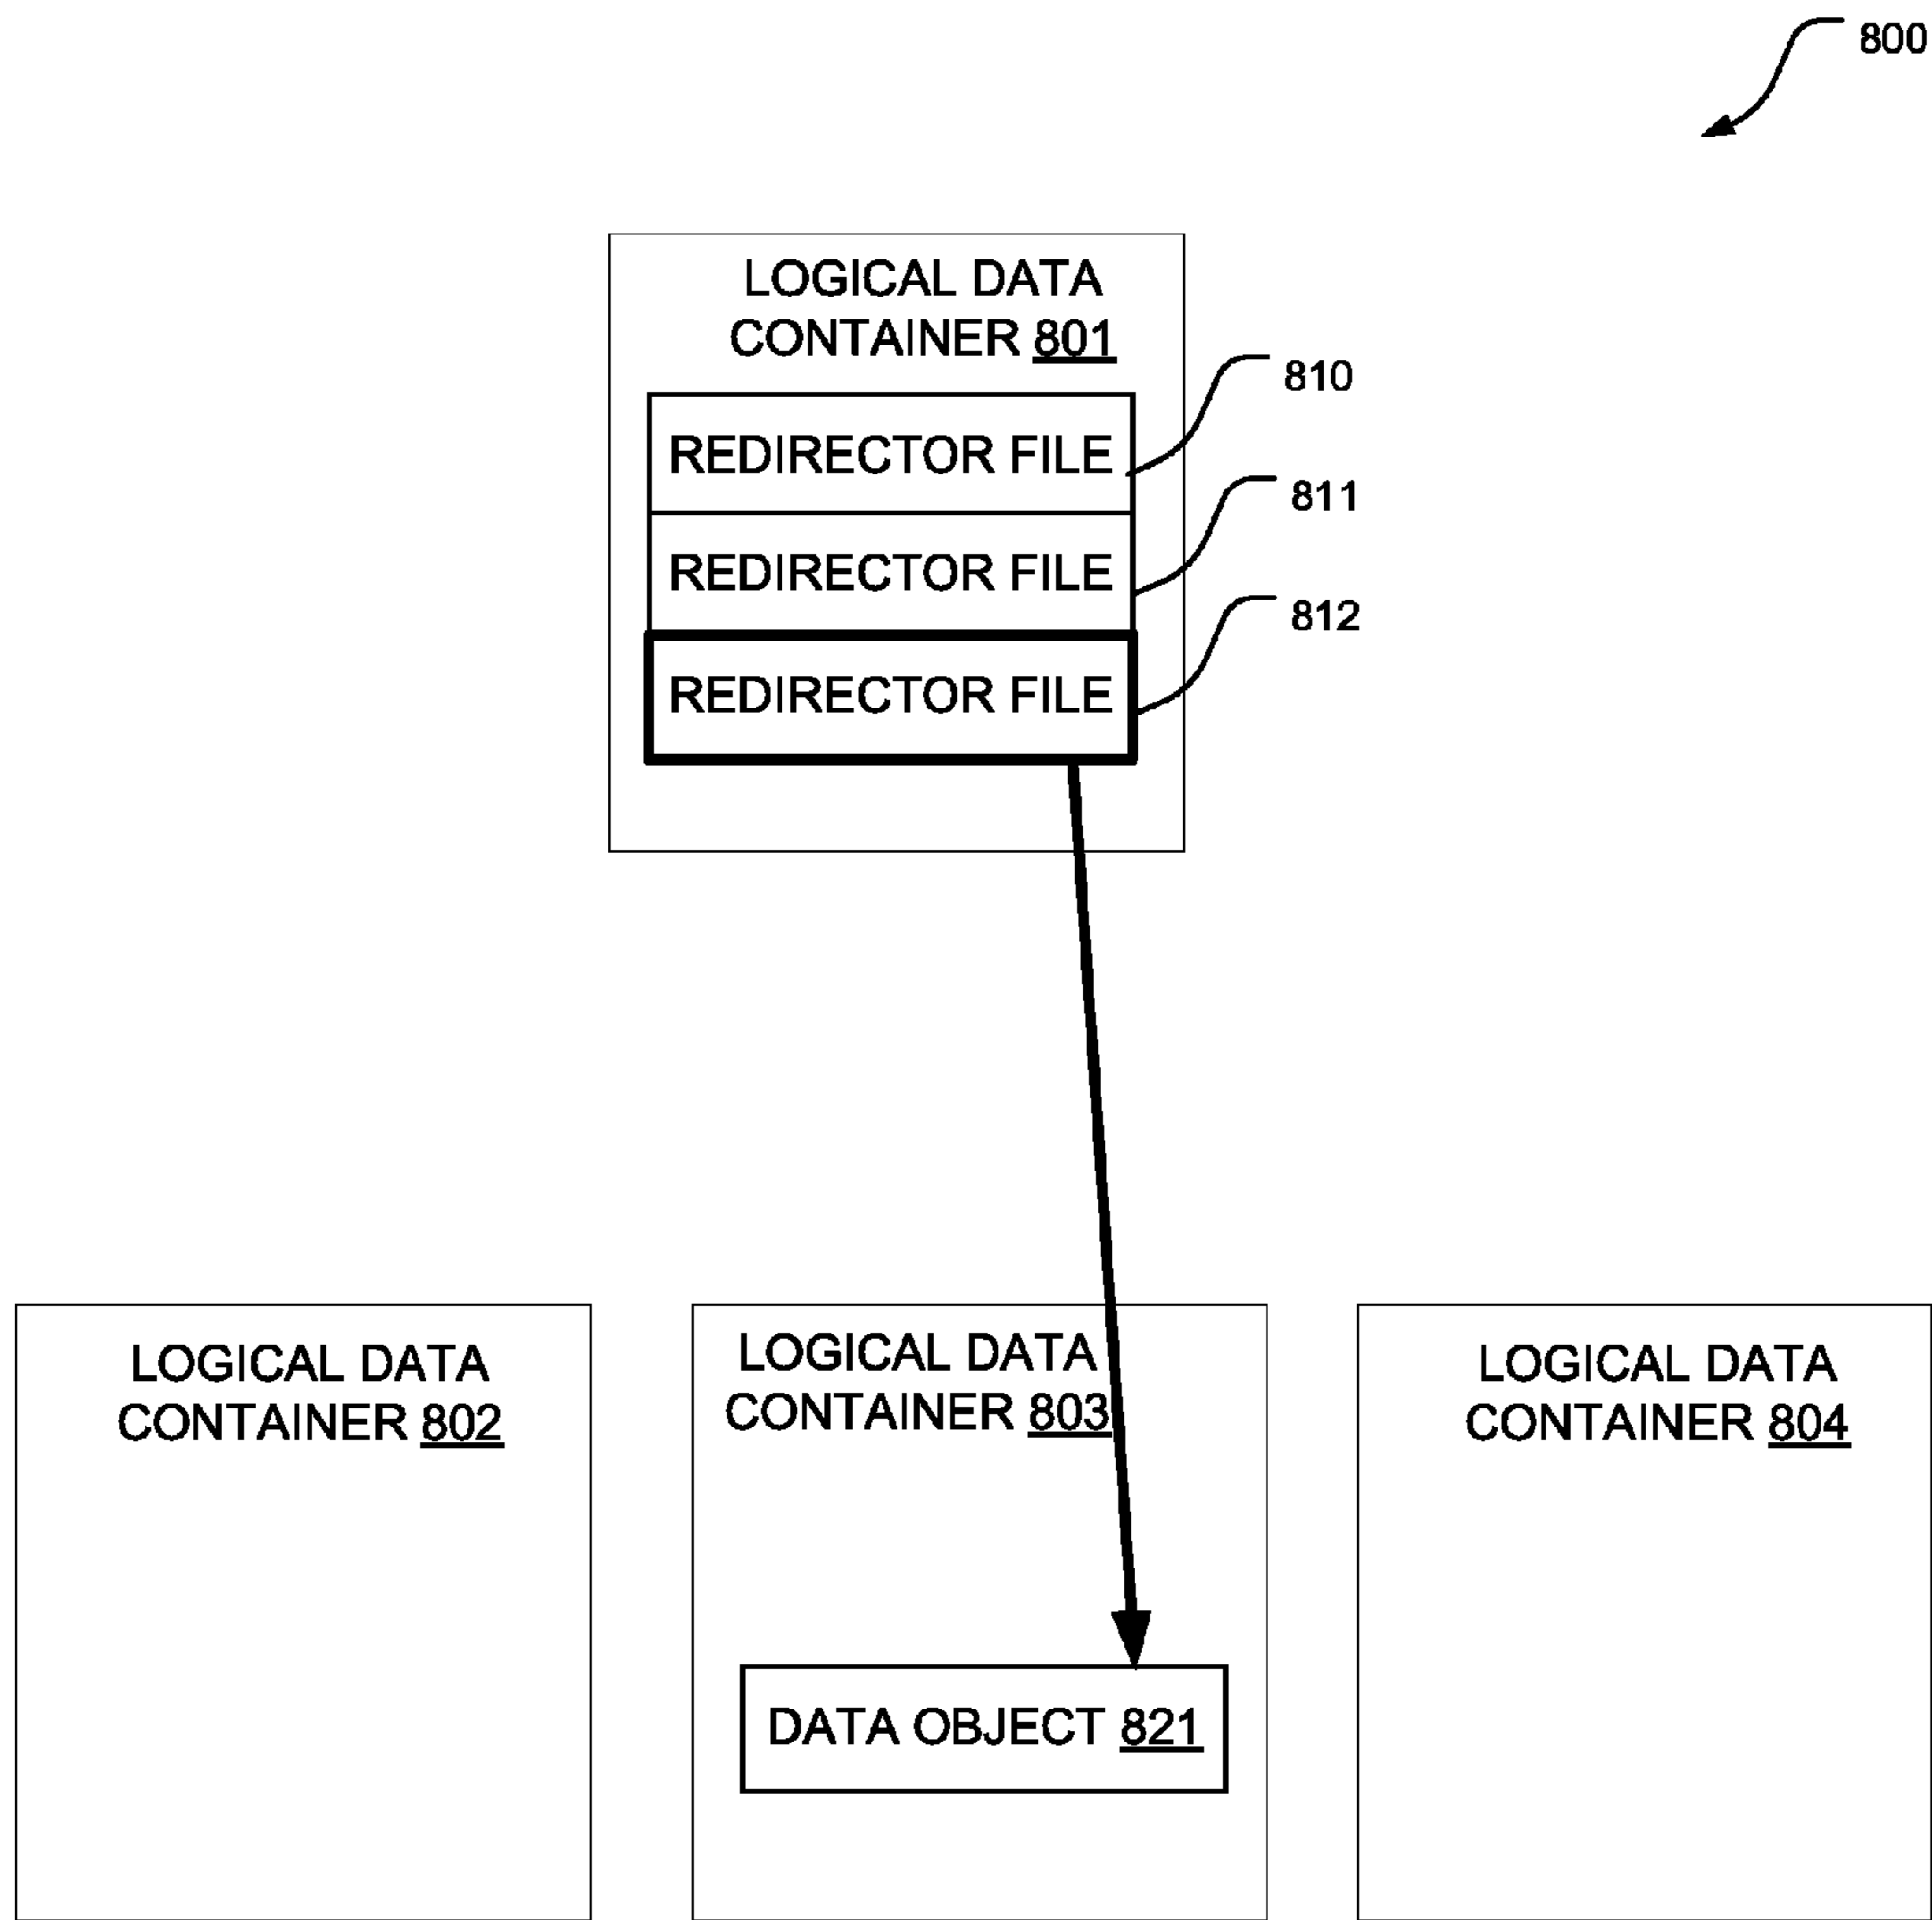 800
LOGICAL DATA
CONTAINER 801
810
REDIRECTOR FILE
811
REDIRECTOR FILE
812
REDIRECTOR FILE
LOGICAL DATA
CONTAINER 802
LOGICAL DATA
CONTAINER 803
LOGICAL DATA
CONTAINER 804
DATA OBJECT 821